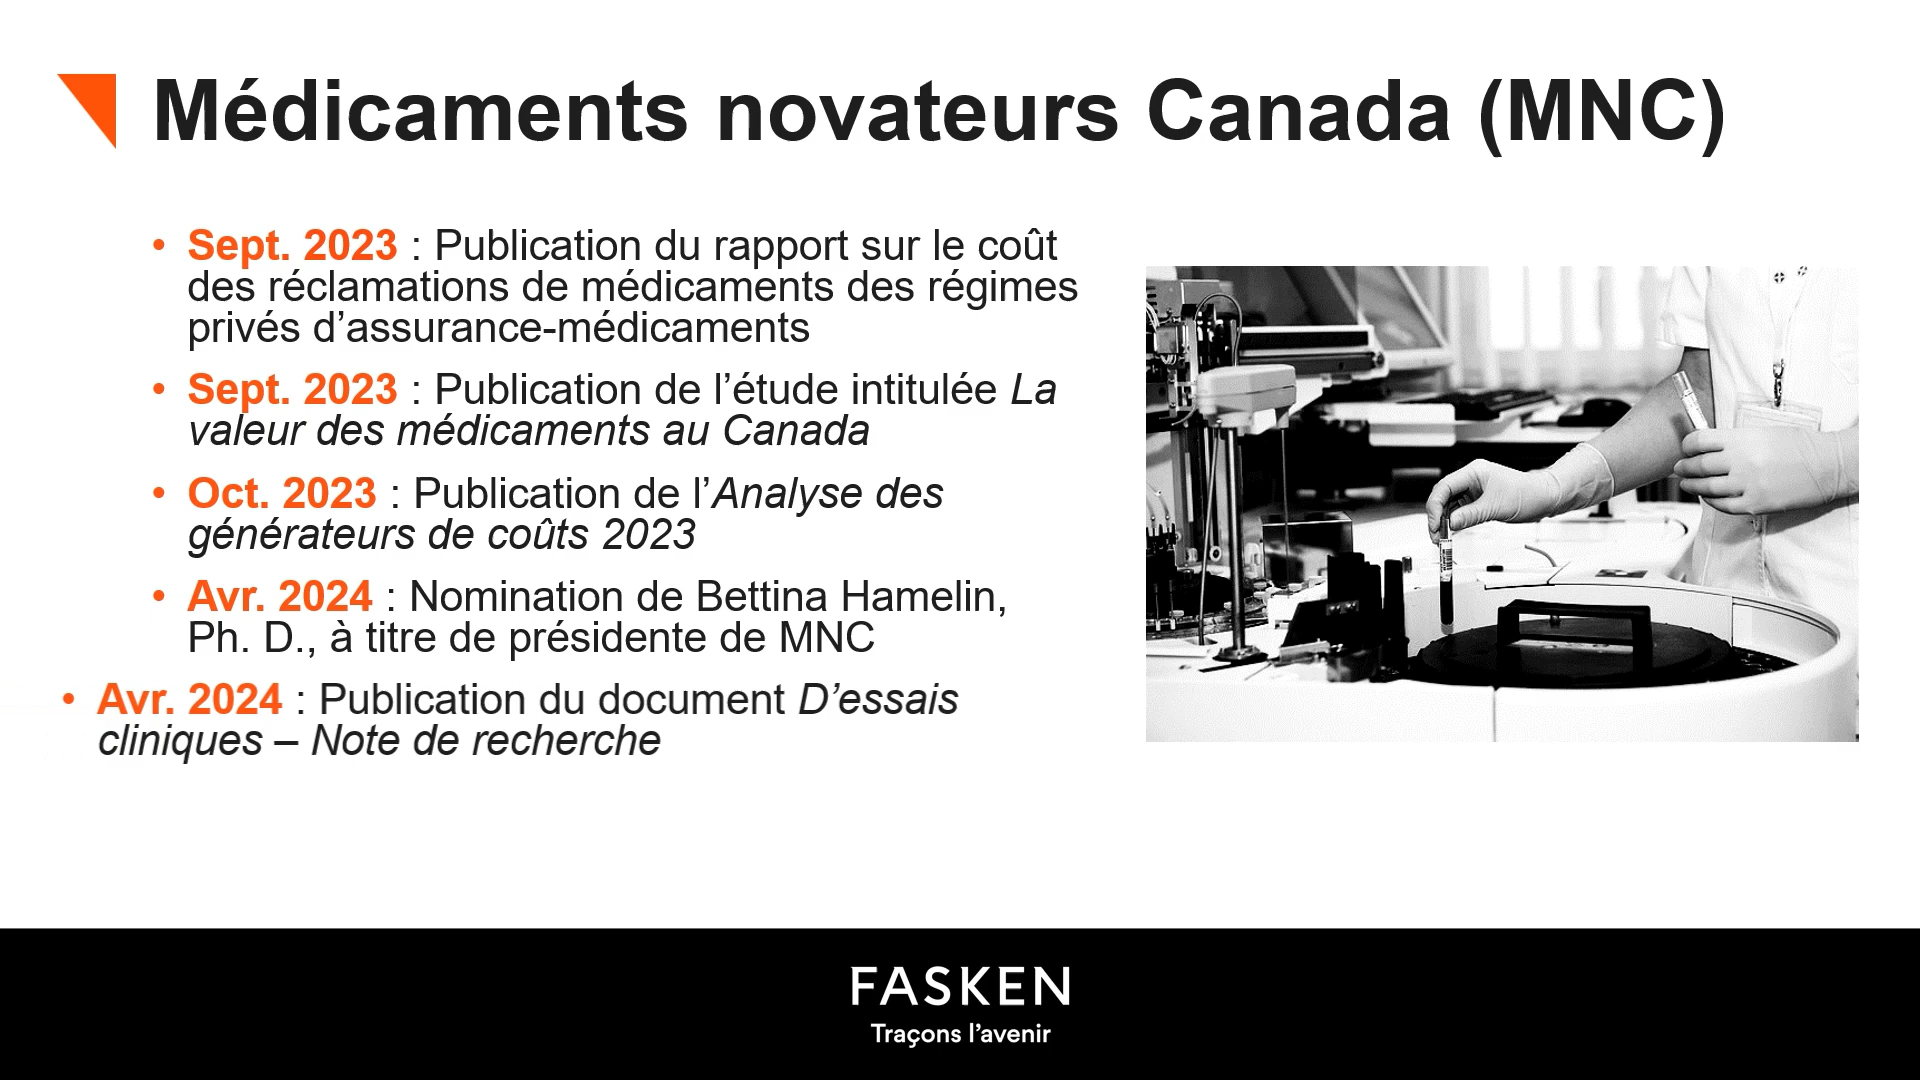 Médicaments novateurs Canada (MNC)
• Sept. 2023 : Publication du rapport sur le coût
des réclamations de médicaments des régimes
privés d’assurance-médicaments
• Sept. 2023 : Publication de l’étude intitulée La
valeur des médicaments au Canada
• Oct. 2023 : Publication de l’Analyse des
générateurs de coûts 2023
• Avr. 2024 : Nomination de Bettina Hamelin,
Ph. D., à titre de présidente de MNC
• Avr. 2024 : Publication du document D’essais
cliniques – Note de recherche
FASKEN
Traçons l’avenir